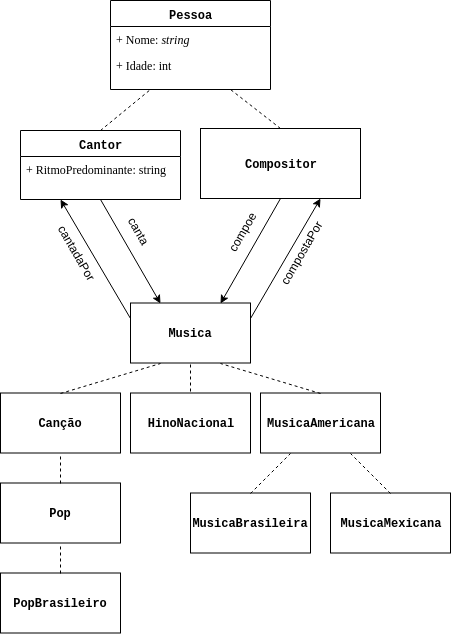 Pessoa
+ Nome: string
+ Idade: int
Cantor
+ RitmoPredominante: string
Compositor
cantadaPor
canta
compoe
compostaPor
Musica
Canção
HinoNacional
MusicaAmericana
Pop
MusicaBrasileira
MusicaMexicana
PopBrasileiro